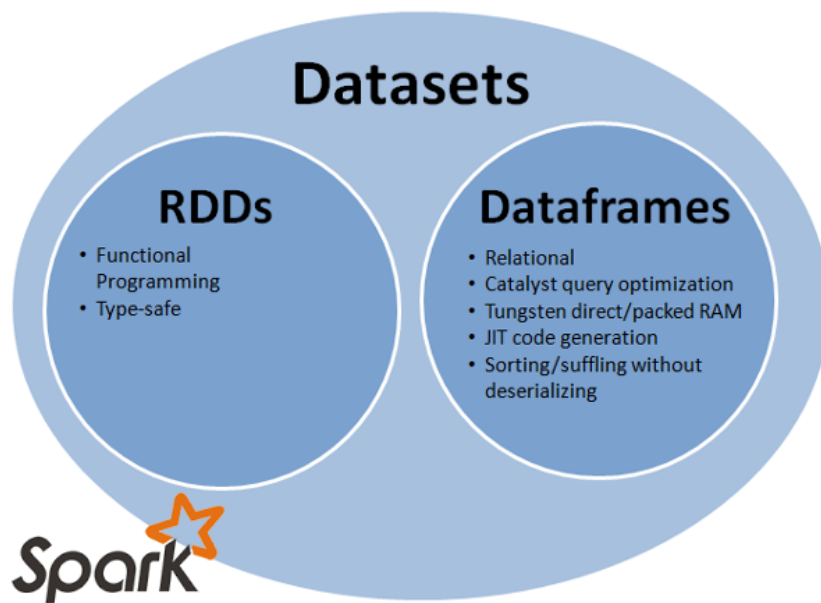 Datasets
RDDs
• Functional
Programming
• Type-safe
Dataframes
• Relational
• Catalyst query optimization
• Tungsten direct/packed RAM
• JIT code generation
• Sorting/suffling without
deserializing
Spark